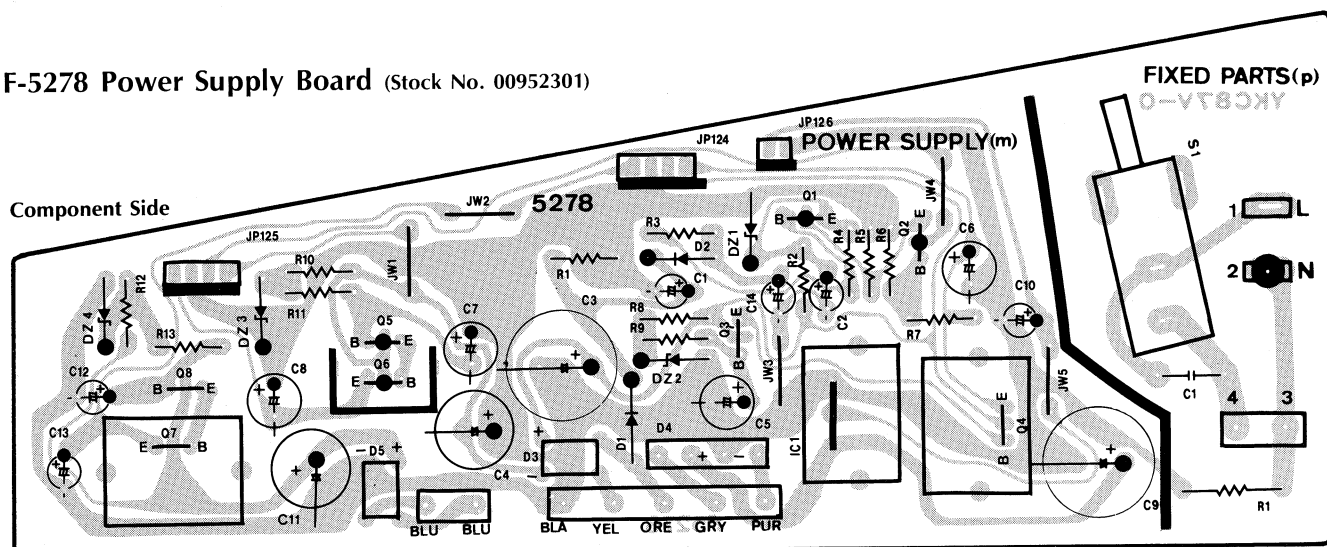 F-5278 Power Supply Board (Stock No. 00952301)
FIXED PARTS(p)
YKC87V-0
JP126
JP124
POWER SUPPLY(m)
S1
Component Side
JW2
5278
JW4
1 L
JP125
R3
DZ1
B Q1 E
R4
R5
R6
Q2
E
B
C6
+
R12
R10
R11
JW1
R1
D2
C1
+
-
R2
2 N
DZ4
DZ3
C7
+
C3
R8
R9
C14
+
-
C2
+
-
C10
+
-
R13
B Q5 E
Q3
E
B
R7
C12
+
-
B Q8 E
C8
+
-
E Q6 B
DZ2
JW3
JW5
C1
C13
+
-
E Q7 B
C11
+
- D5 +
C4
+
D3
+
-
D1
D4
+ -
C5
+
-
IC1
Q4
E
B
C9
4 3
R1
BLU BLU
BLA YEL ORE GRY PUR